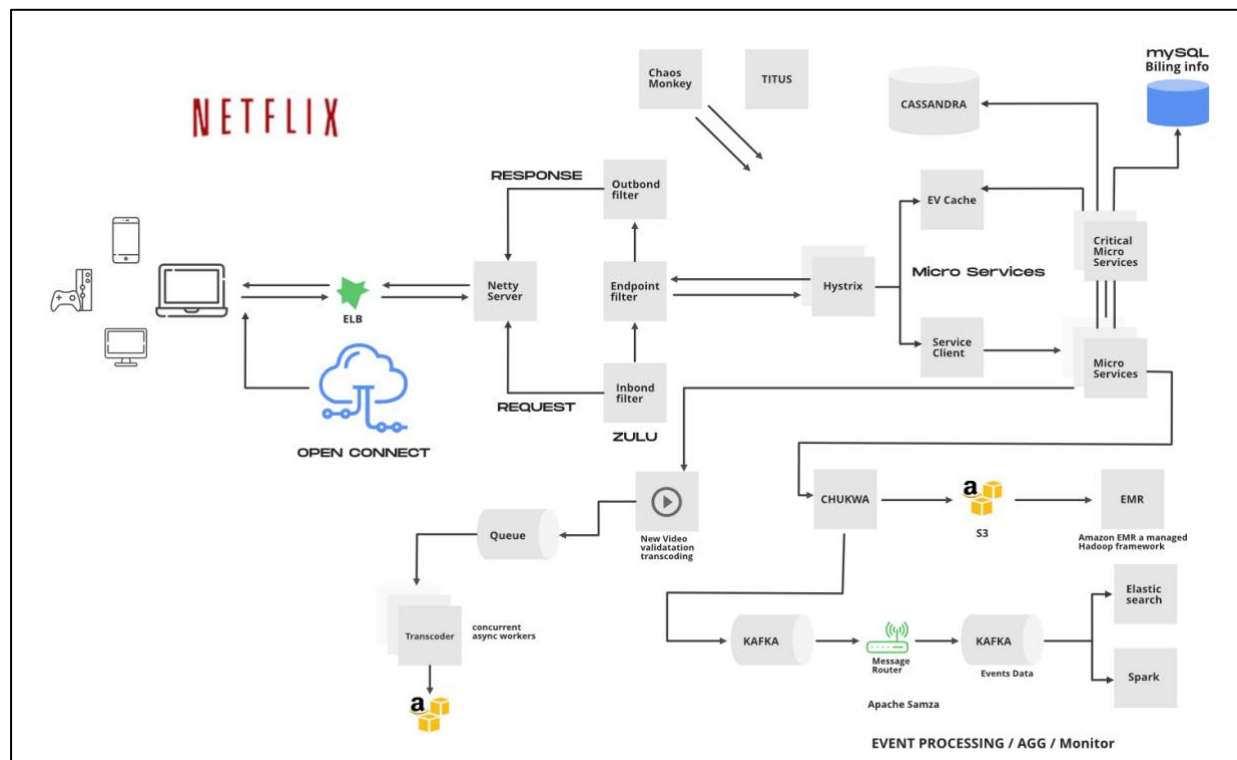 NETFLIX
Chaos
Monkey
TITUS
CASSANDRA
mySQL
Biling info
RESPONSE
Outbond
filter
EV Cache
Critical
Micro
Services
Netty
Server
Endpoint
filter
Hystrix
Micro Services
ELB
Service
Client
Micro
Services
REQUEST
Inbond
filter
ZULU
OPEN CONNECT
Queue
New Video
validatation
transcoding
CHUKWA
a
S3
EMR
Amazon EMR a managed
Hadoop framework
Transcoder
concurrent
async workers
a
KAFKA
Message
Router
KAFKA
Events Data
Elastic
search
Spark
Apache Samza
EVENT PROCESSING / AGG / Monitor